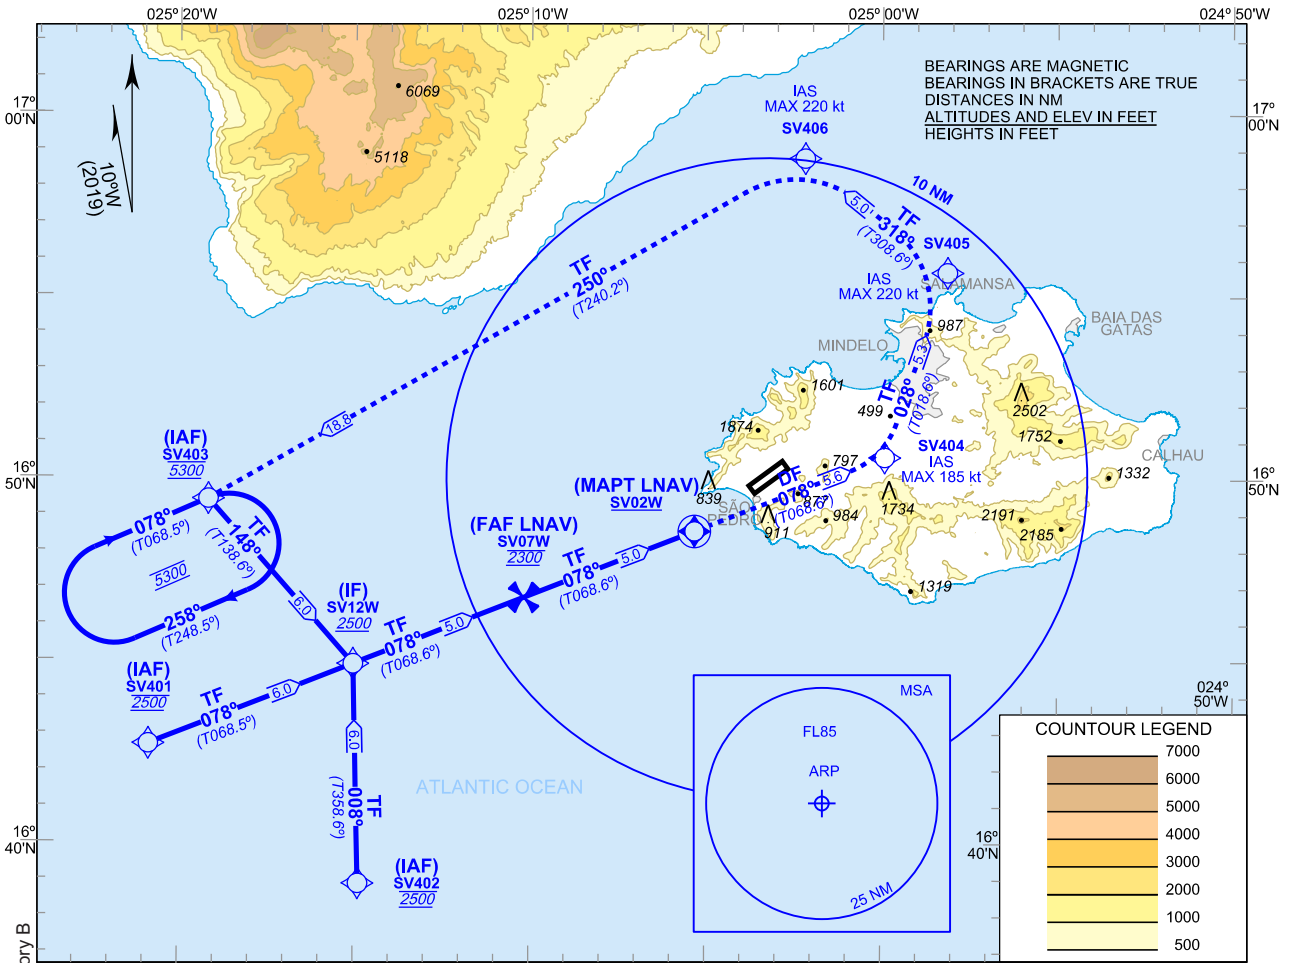 025°20'W
025°10'W
025°00'W
024°50'W
17°
00'N
17°
00'N
BEARINGS ARE MAGNETIC
BEARINGS IN BRACKETS ARE TRUE
DISTANCES IN NM
ALTITUDES AND ELEV IN FEET
HEIGHTS IN FEET
6069
5118
10°W
(2019)
IAS
MAX 220 kt
SV406
10 NM
5.0
TF
318°
(T308.6°)
SV405
IAS
MAX 220 kt
SALAMANSA
TF
250°
(T240.2°)
18.8
987
BAIA DAS
GATAS
MINDELO
5.3
TF
028°
(T018.6°)
1601
499
2502
1874
1752
SV404
IAS
MAX 185 kt
CALHAU
1332
797
DF
078°
(T068.6°)
5.6
877
839
SÃO
PEDRO
911
984
1734
2191
2185
1319
(IAF)
SV403
5300
16°
50'N
16°
50'N
(MAPT LNAV)
SV02W
(FAF LNAV)
SV07W
2300
TF
078°
(T068.6°)
5.0
078°
(T068.5°)
TF
148°
(T138.6°)
5300
258°
(T248.5°)
6.0
(IF)
SV12W
2500
TF
078°
(T068.6°)
5.0
(IAF)
SV401
2500
TF
078°
(T068.5°)
6.0
6.0
TF
008°
(T358.6°)
ATLANTIC OCEAN
(IAF)
SV402
2500
16°
40'N
16°
40'N
MSA
FL85
ARP
25 NM
024°
50'W
COUNTOUR LEGEND
7000
6000
5000
4000
3000
2000
1000
500
ory B